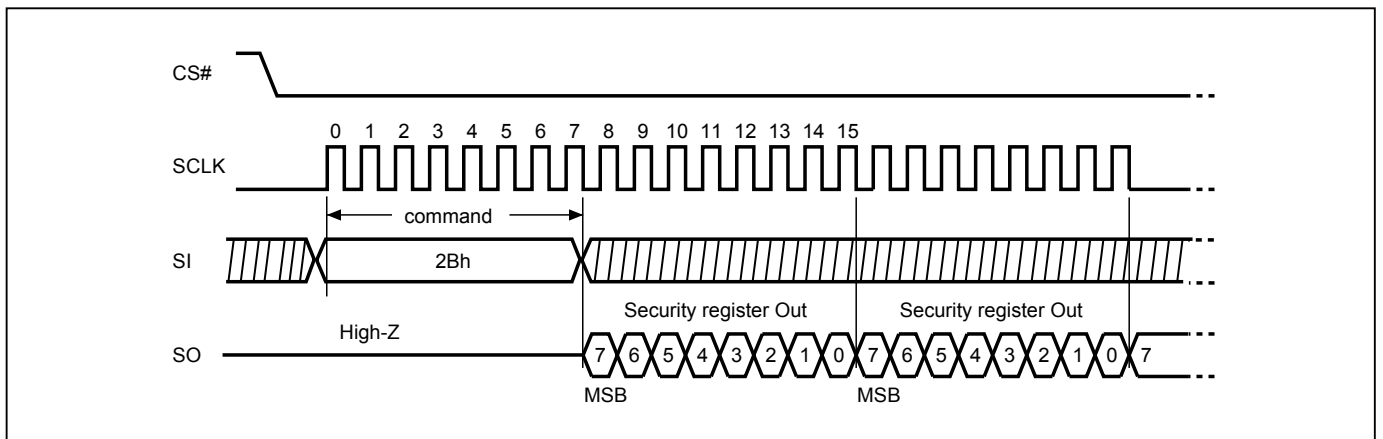 CS#
0 1 2 3 4 5 6 7 8 9 10 11 12 13 14 15
SCLK
command
SI
2Bh
Security register Out Security register Out
High-Z
SO
7 6 5 4 3 2 1 0 7 6 5 4 3 2 1 0 7
MSB MSB